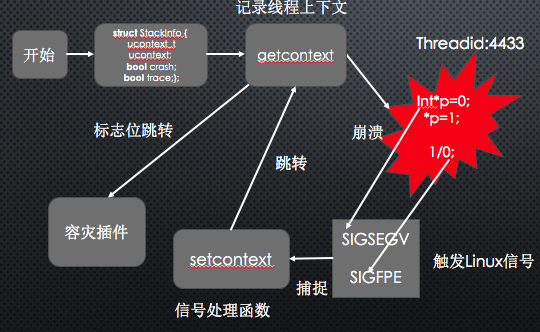 记录线程上下文
开始
struct StackInfo {
ucontext_t
ucontext;
bool crash;
bool trace;};
getcontext
Threadid:4433
Int*p=0;
*p=1;
1/0;
标志位跳转
跳转
崩溃
容灾插件
setcontext
信号处理函数
捕捉
SIGSEGV
SIGFPE
触发Linux信号